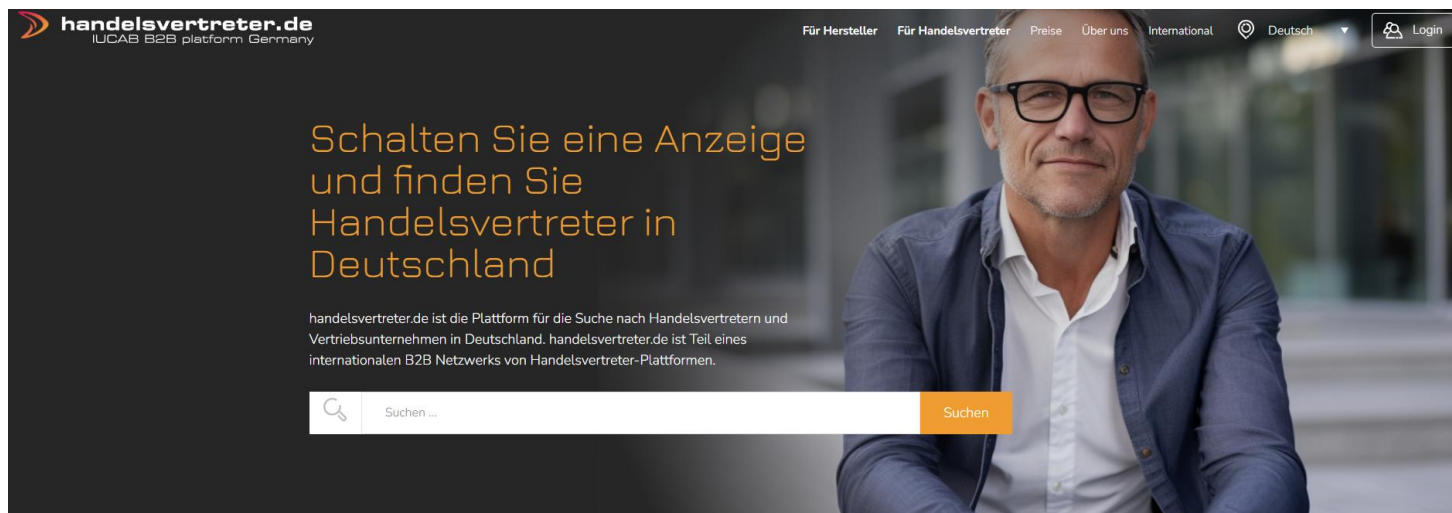 handelsvertreter.de
IUCAB B2B platform Germany
Für Hersteller Für Handelsvertreter Preise Über uns International Deutsch Login
Schalten Sie eine Anzeige
und finden Sie
Handelsvertreter in
Deutschland
handelsvertreter.de ist die Plattform für die Suche nach Handelsvertretern und
Vertriebsunternehmen in Deutschland. handelsvertreter.de ist Teil eines
internationalen B2B Netzwerks von Handelsvertreter-Plattformen.
Suchen ... Suchen